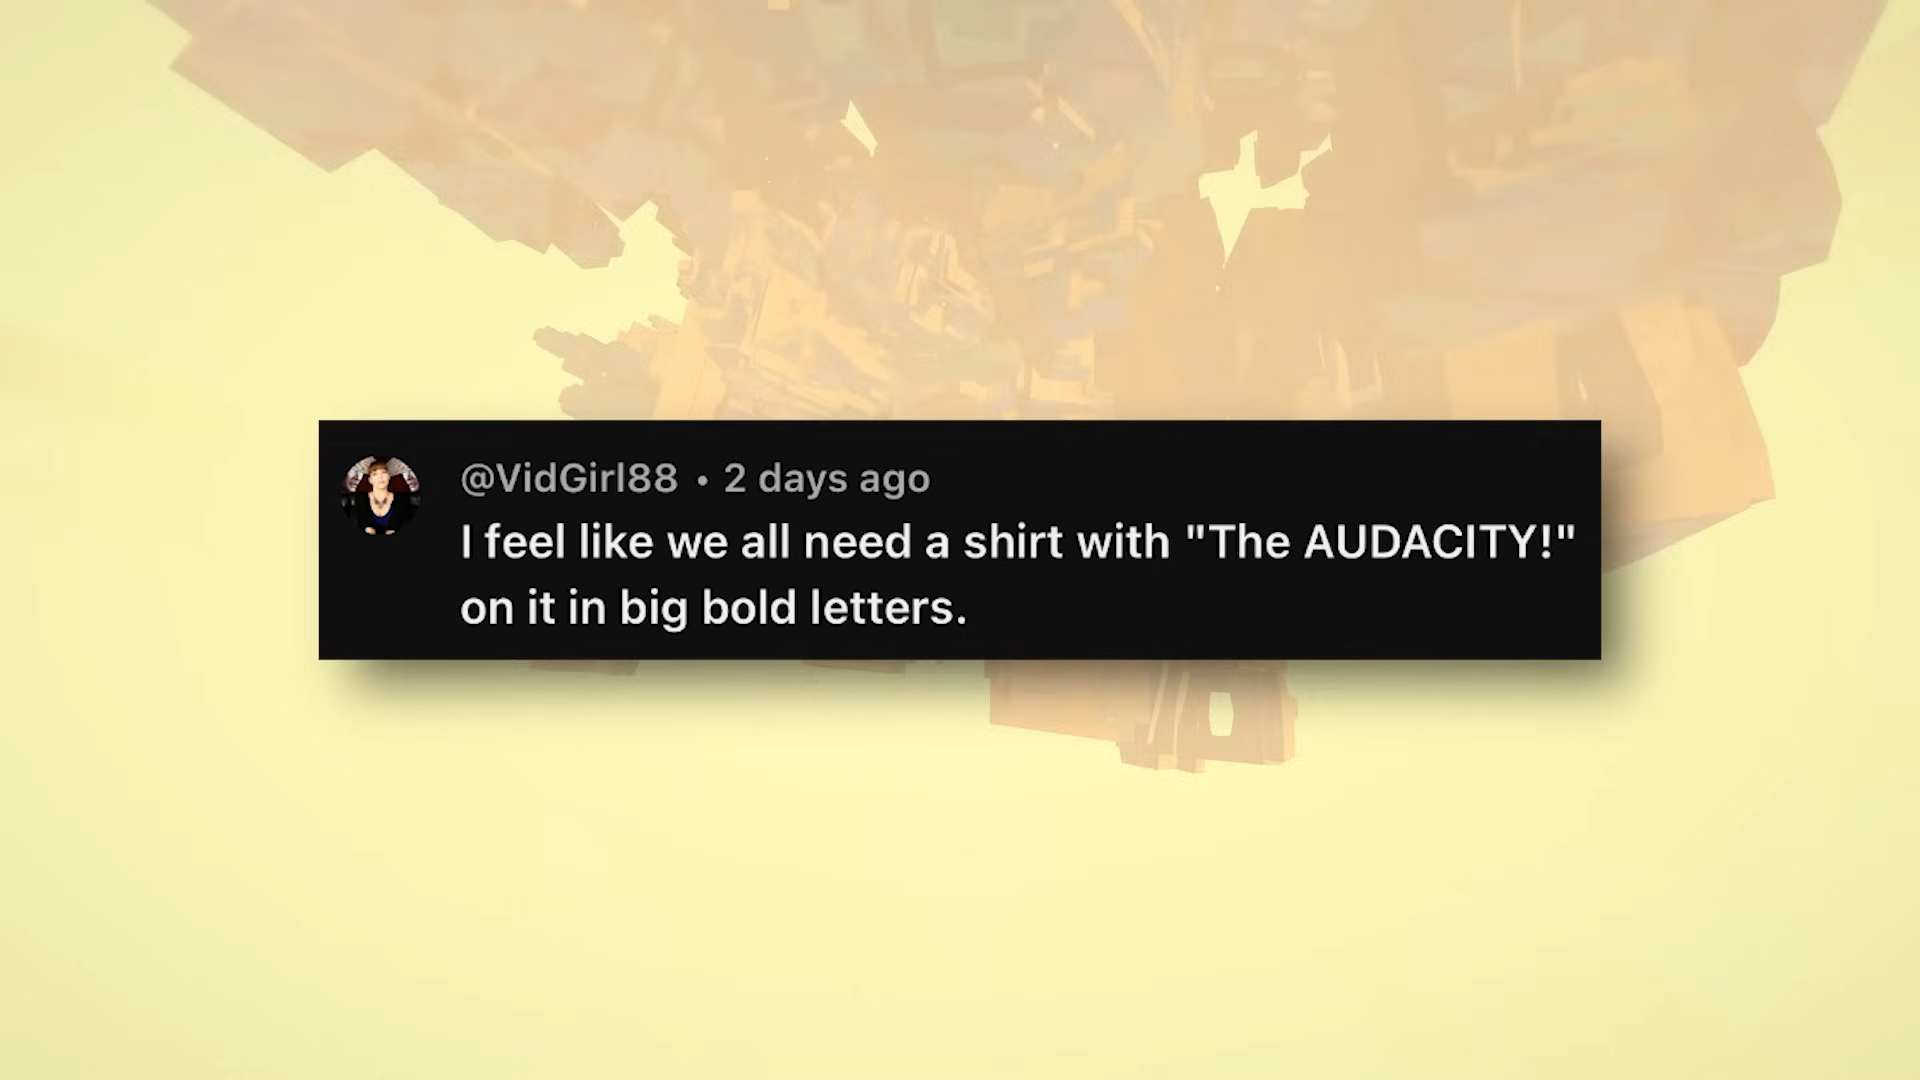 @VidGirl88 • 2 days ago
I feel like we all need a shirt with "The AUDACITY!"
on it in big bold letters.